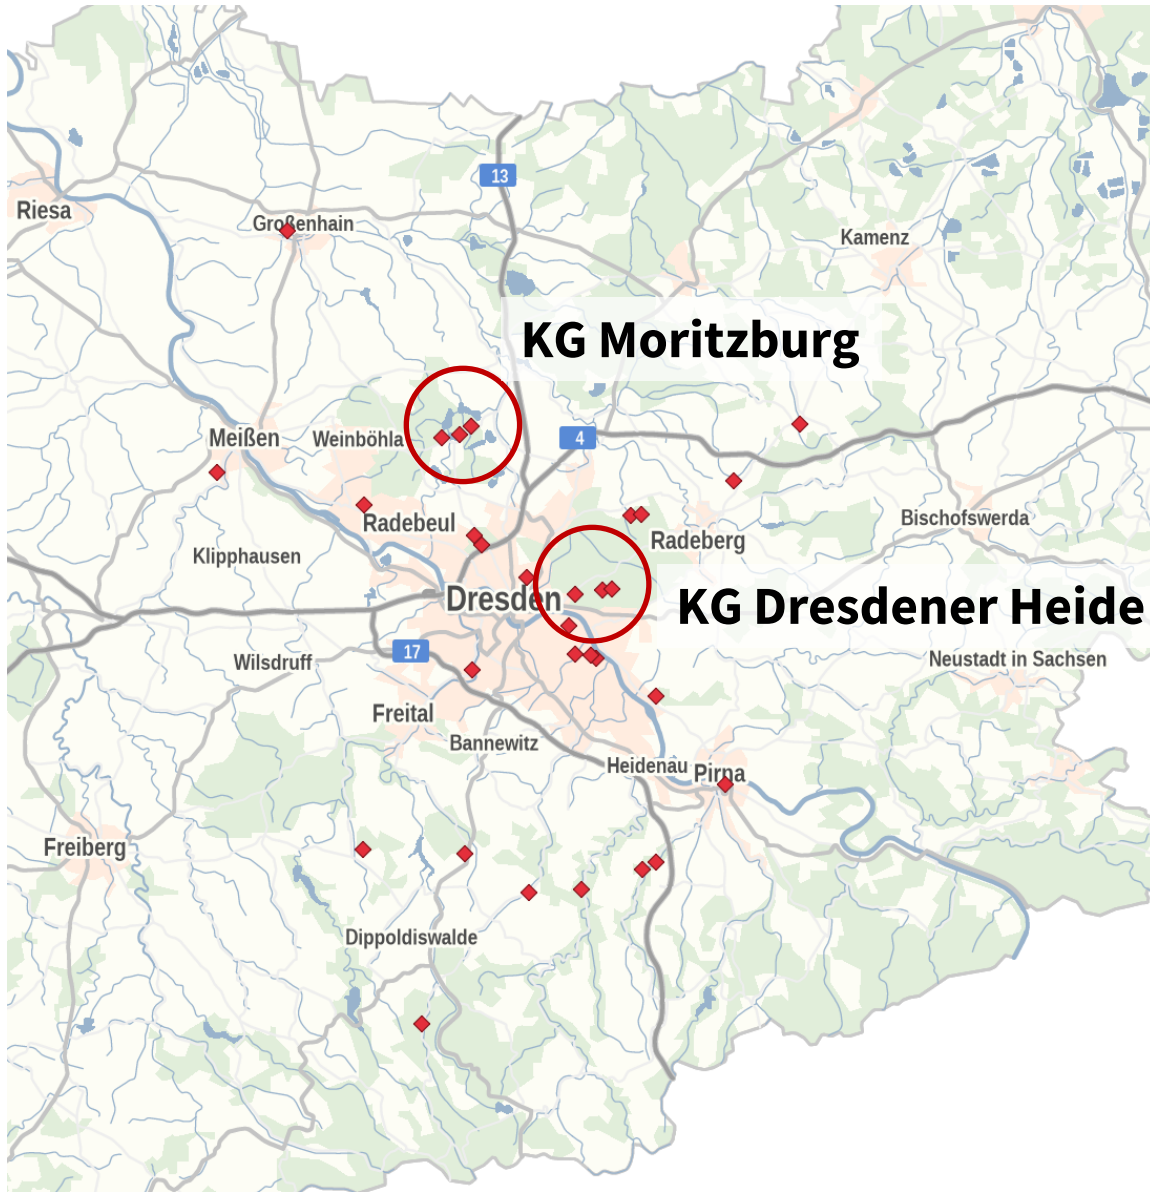 13
Riesa
Großenhain
Kamenz
KG Moritzburg
Meißen
Weinböhla
4
Radebeul
Bischofswerda
Radeberg
Klipphausen
Dresden
KG Dresdener Heide
17
Wilsdruff
Neustadt in Sachsen
Freital
Bannewitz
Heidenau
Pirna
Freiberg
Dippoldiswalde